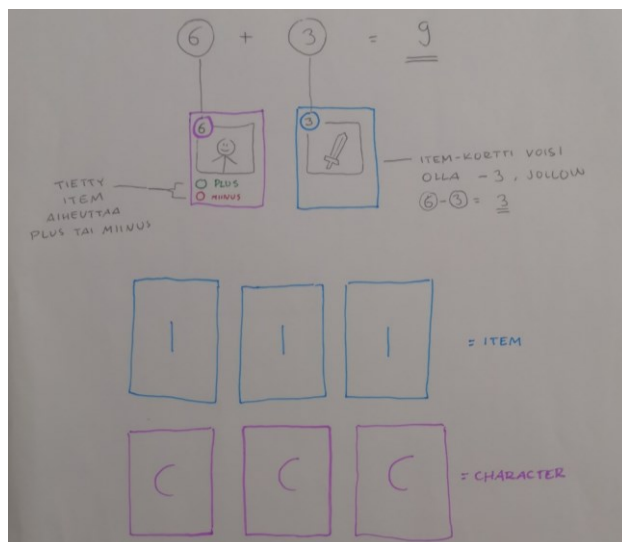 6 + 3 = 9
6
3
PLUS
MIINUS
TIETTY
ITEM
AIHEUTTAA
PLUS TAI MIINUS
ITEM-KORTTI VOISI
OLLA -3, JOLLOIN
6-3 = 3
I I I = ITEM
C C C = CHARACTER